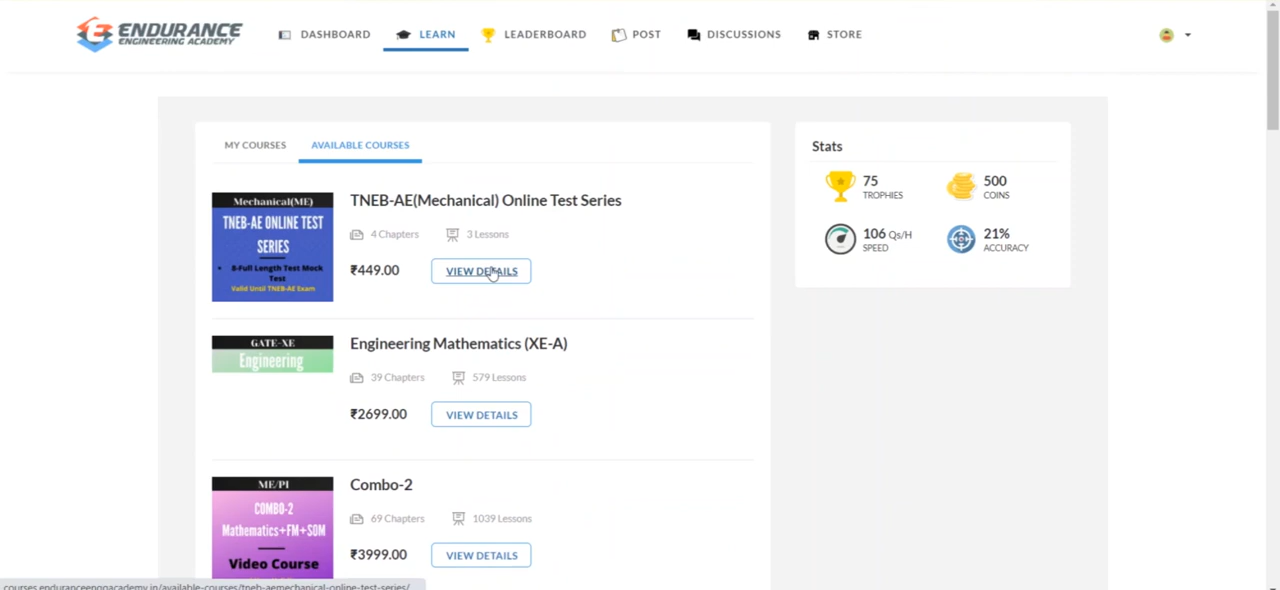 ENDURANCE
ENGINEERING ACADEMY
DASHBOARD
LEARN
LEADERBOARD
POST
DISCUSSIONS
STORE
MY COURSES
AVAILABLE COURSES
Mechanical(ME)
TNEB-AE ONLINE TEST
SERIES
8-Full Length Test Mock
Test
Valid Until TNEB-AE Exam
TNEB-AE(Mechanical) Online Test Series
4 Chapters
3 Lessons
₹449.00
VIEW DETAILS
GATE-XE
Engineering
Engineering Mathematics (XE-A)
39 Chapters
579 Lessons
₹2699.00
VIEW DETAILS
ME/PI
COMBO-2
Mathematics+FM+SOM
Video Course
Combo-2
69 Chapters
1039 Lessons
₹3999.00
VIEW DETAILS
Stats
75
TROPHIES
500
COINS
106 Qs/H
SPEED
21%
ACCURACY
courses.enduranceenggacademy.in/available-courses/tneb-aemechanical-online-test-series/